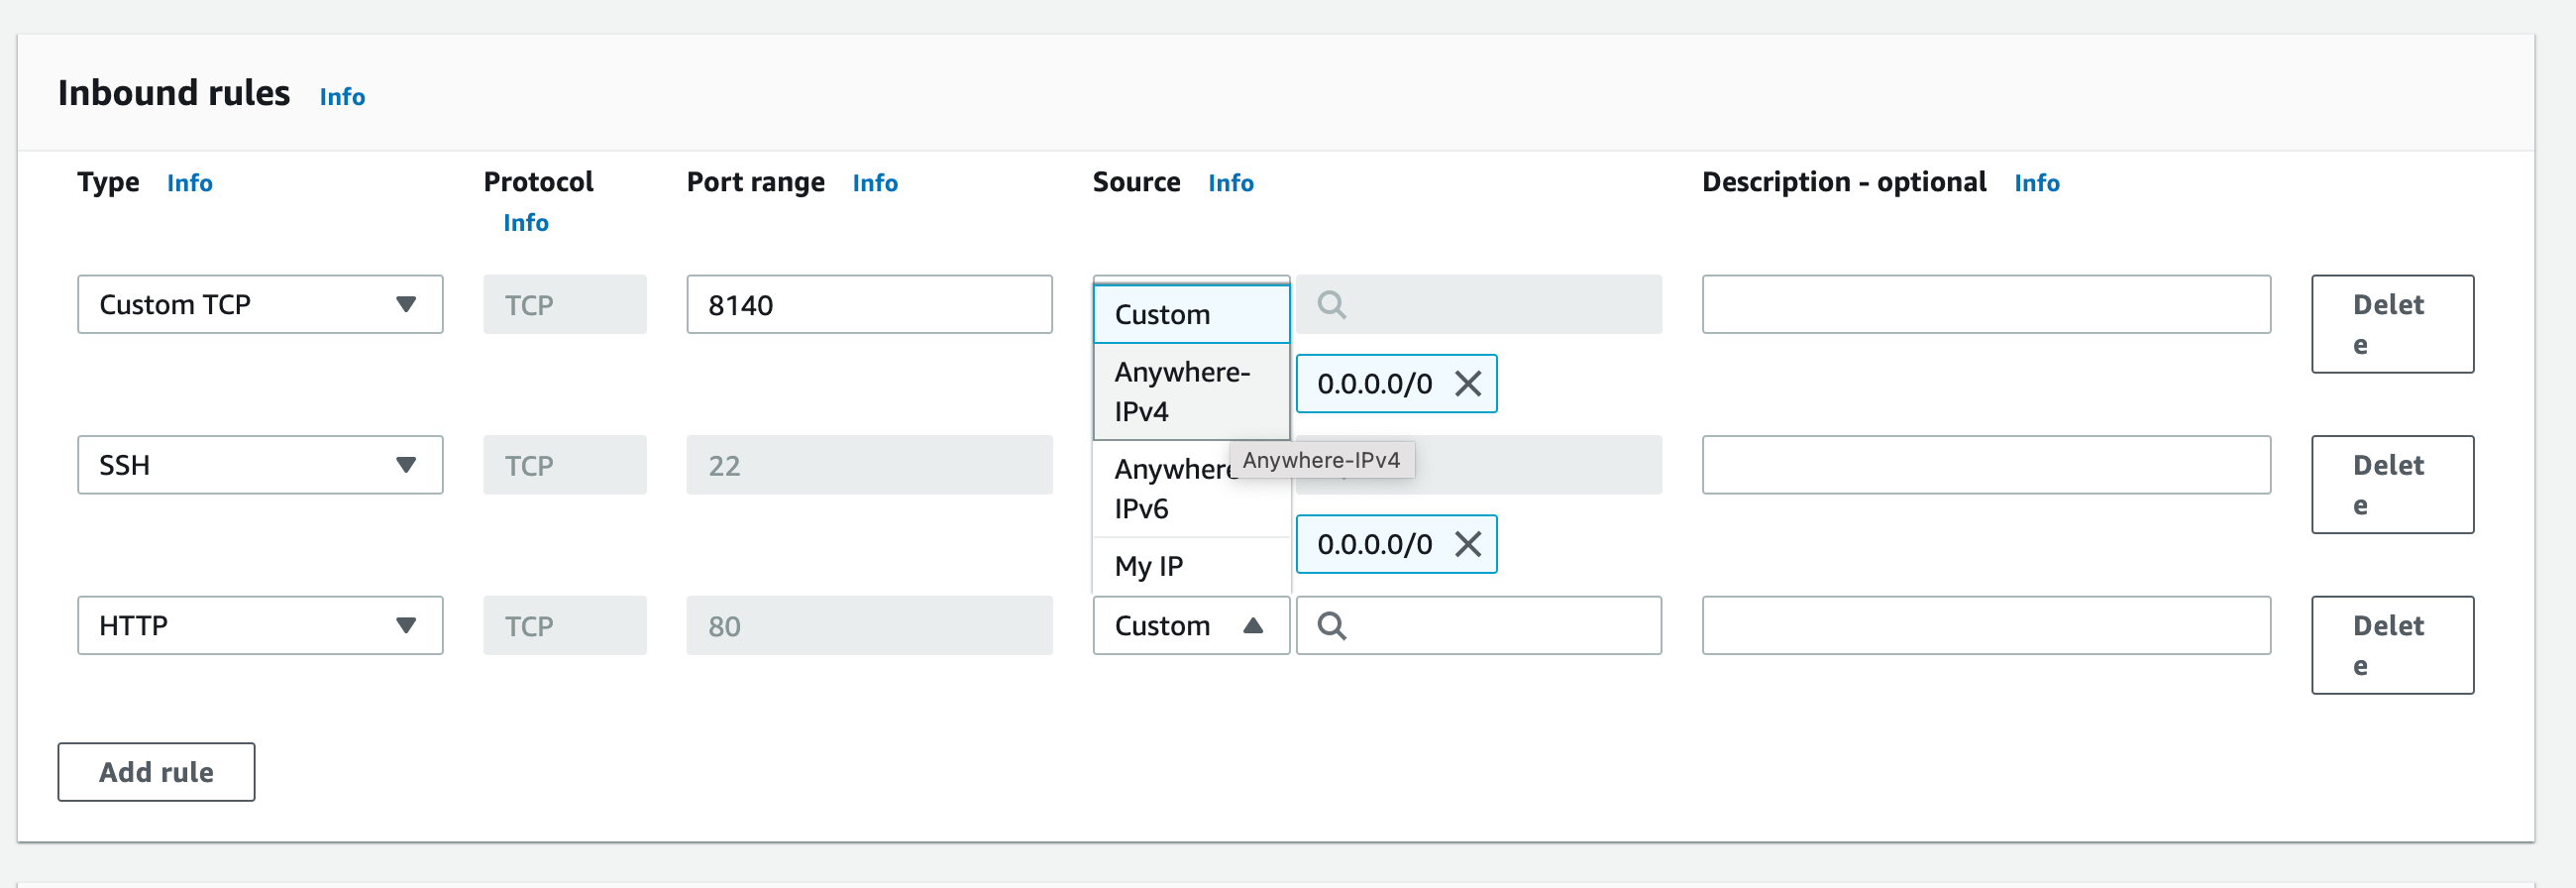 Inbound rules Info
Type Info
Protocol
Info
Port range Info
Source Info
Description - optional Info
Custom TCP
TCP
8140
Custom
Anywhere-
IPv4
Anywhere
IPv6
My IP
0.0.0.0/0
Delet
e
SSH
TCP
22
Anywhere-IPv4
0.0.0.0/0
Delet
e
HTTP
TCP
80
Custom
Delet
e
Add rule